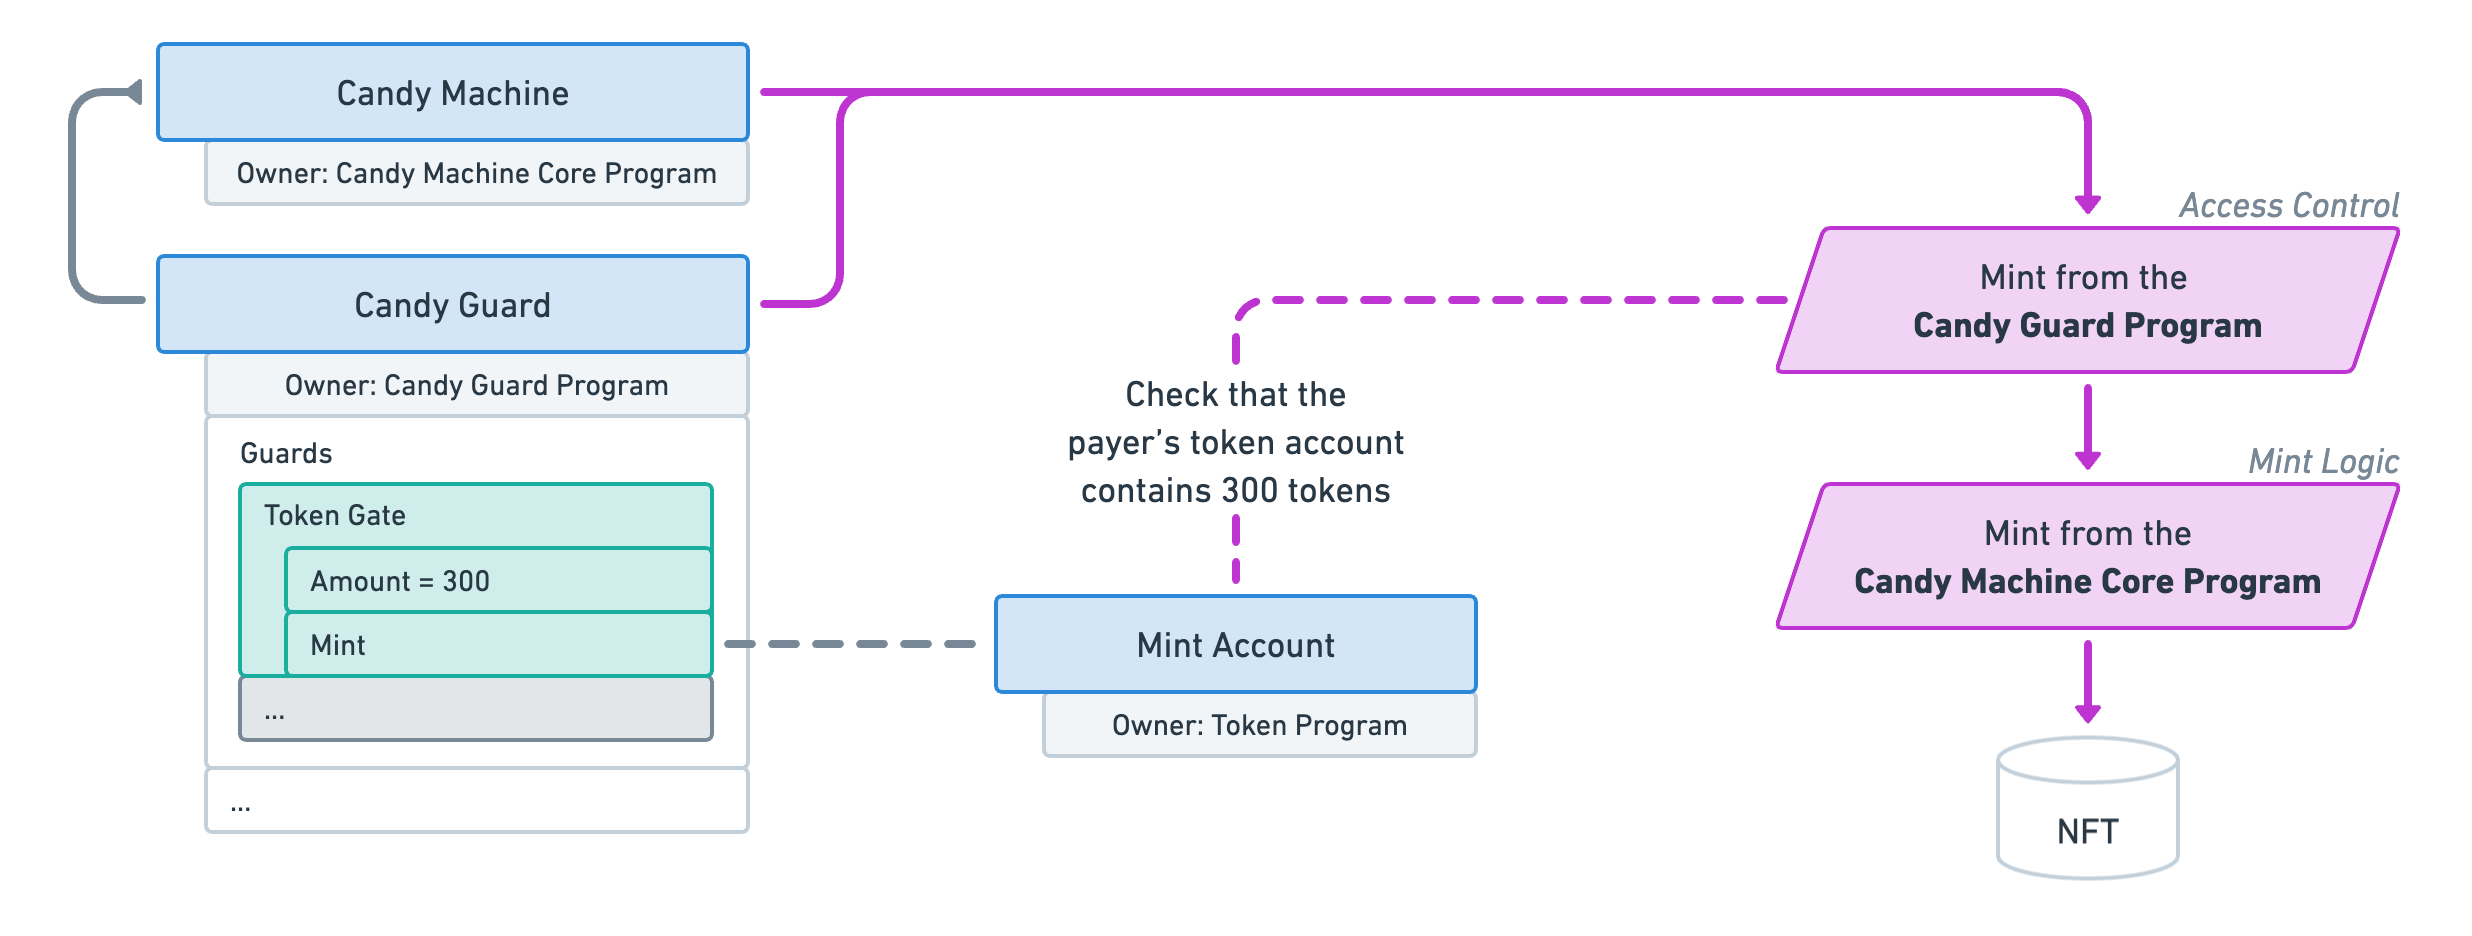 Candy Machine
Owner: Candy Machine Core Program
Candy Guard
Owner: Candy Guard Program
Guards
Token Gate
Amount = 300
Mint
...
...
Check that the
payer’s token account
contains 300 tokens
Mint Account
Owner: Token Program
Access Control
Mint from the
Candy Guard Program
Mint Logic
Mint from the
Candy Machine Core Program
NFT